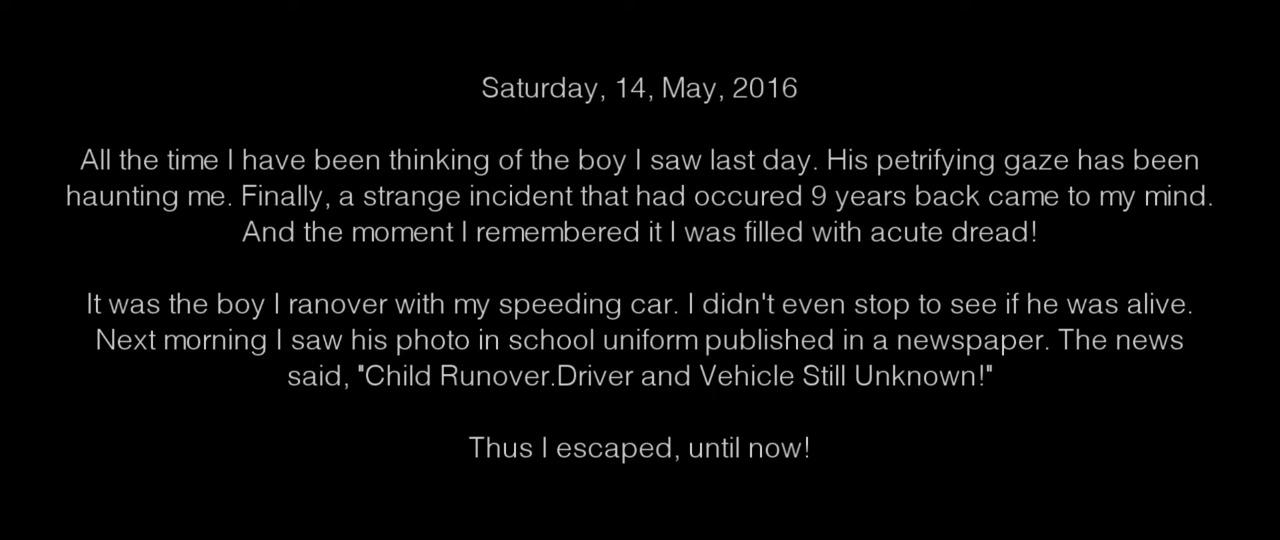 Saturday, 14, May, 2016
All the time I have been thinking of the boy I saw last day. His petrifying gaze has been
haunting me. Finally, a strange incident that had occured 9 years back came to my mind.
And the moment I remembered it I was filled with acute dread!
It was the boy I ranover with my speeding car. I didn't even stop to see if he was alive.
Next morning I saw his photo in school uniform published in a newspaper. The news
said, "Child Runover.Driver and Vehicle Still Unknown!"
Thus I escaped, until now!